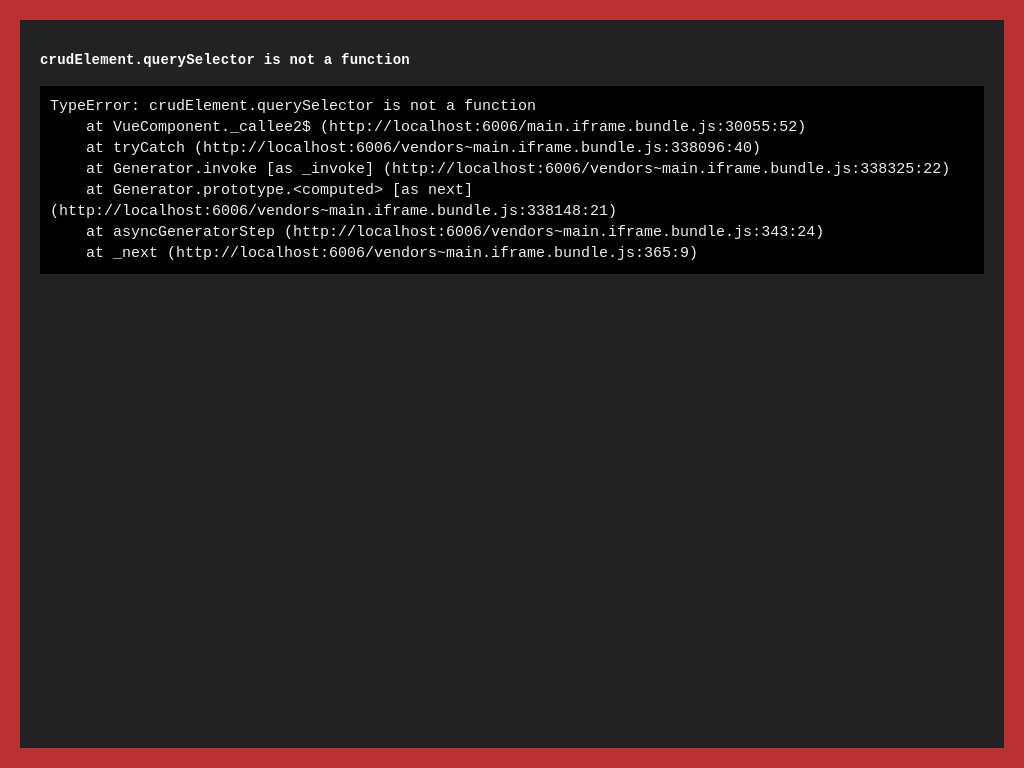 crudElement.querySelector is not a function
TypeError: crudElement.querySelector is not a function
    at VueComponent._callee2$ (http://localhost:6006/main.iframe.bundle.js:30055:52)
    at tryCatch (http://localhost:6006/vendors~main.iframe.bundle.js:338096:40)
    at Generator.invoke [as _invoke] (http://localhost:6006/vendors~main.iframe.bundle.js:338325:22)
    at Generator.prototype.<computed> [as next]
(http://localhost:6006/vendors~main.iframe.bundle.js:338148:21)
    at asyncGeneratorStep (http://localhost:6006/vendors~main.iframe.bundle.js:343:24)
    at _next (http://localhost:6006/vendors~main.iframe.bundle.js:365:9)